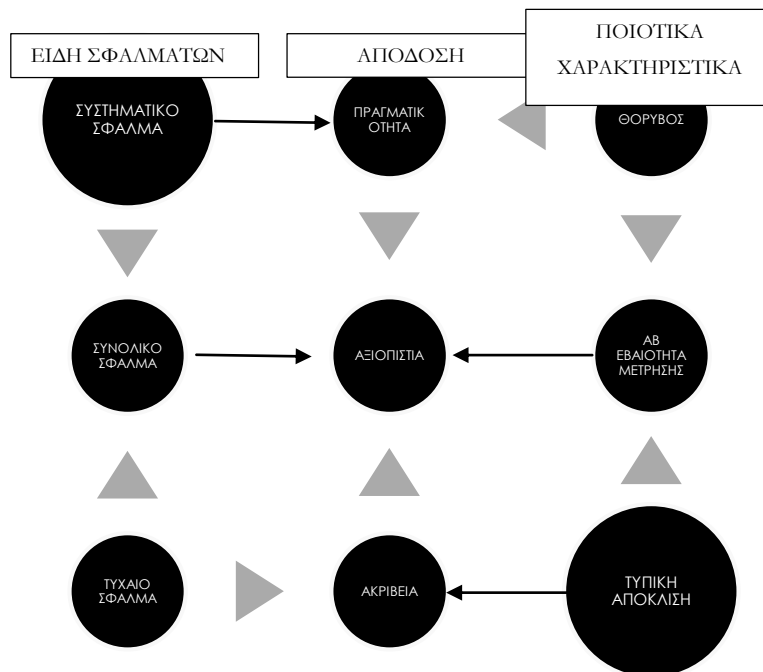 ΕΙΔΗ ΣΦΑΛΜΑΤΩΝ
ΑΠΟΔΟΣΗ
ΠΟΙΟΤΙΚΑ
ΧΑΡΑΚΤΗΡΙΣΤΙΚΑ
ΣΥΣΤΗΜΑΤΙΚΟ
ΣΦΑΛΜΑ
ΠΡΑΓΜΑΤΙΚ
ΟΤΗΤΑ
ΘΟΡΥΒΟΣ
ΣΥΝΟΛΙΚΟ
ΣΦΑΛΜΑ
ΑΞΙΟΠΙΣΤΙΑ
ΑΒ
ΕΒΑΙΟΤΗΤΑ
ΜΕΤΡΗΣΗΣ
ΤΥΧΑΙΟ
ΣΦΑΛΜΑ
ΑΚΡΙΒΕΙΑ
ΤΥΠΙΚΗ
ΑΠΟΚΛΙΣΗ